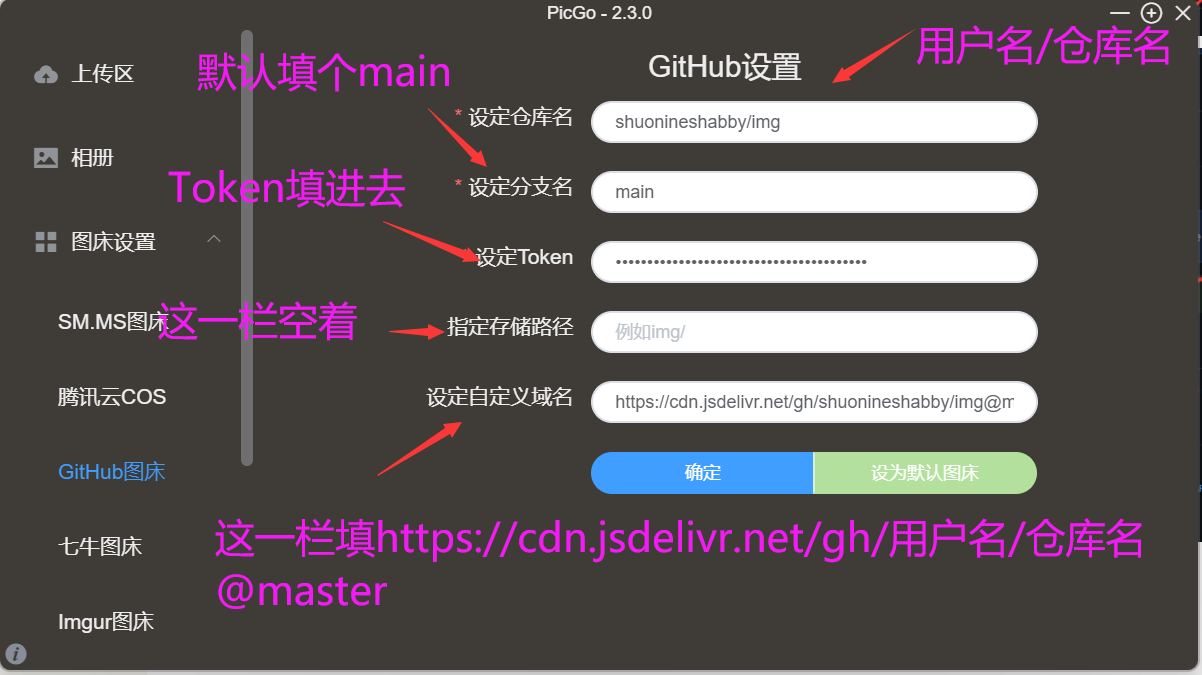 PicGo - 2.3.0
上传区
相册
图床设置
SM.MS图床
腾讯云COS
GitHub图床
七牛图床
Imgur图床
GitHub设置
用户名/仓库名
默认填个main
* 设定仓库名
shuonineshabby/img
* 设定分支名
main
Token填进去
设定Token
这一栏空着
指定存储路径
例如img/
设定自定义域名
https://cdn.jsdelivr.net/gh/shuonineshabby/img@m
确定
设为默认图床
这一栏填https://cdn.jsdelivr.net/gh/用户名/仓库名
@master